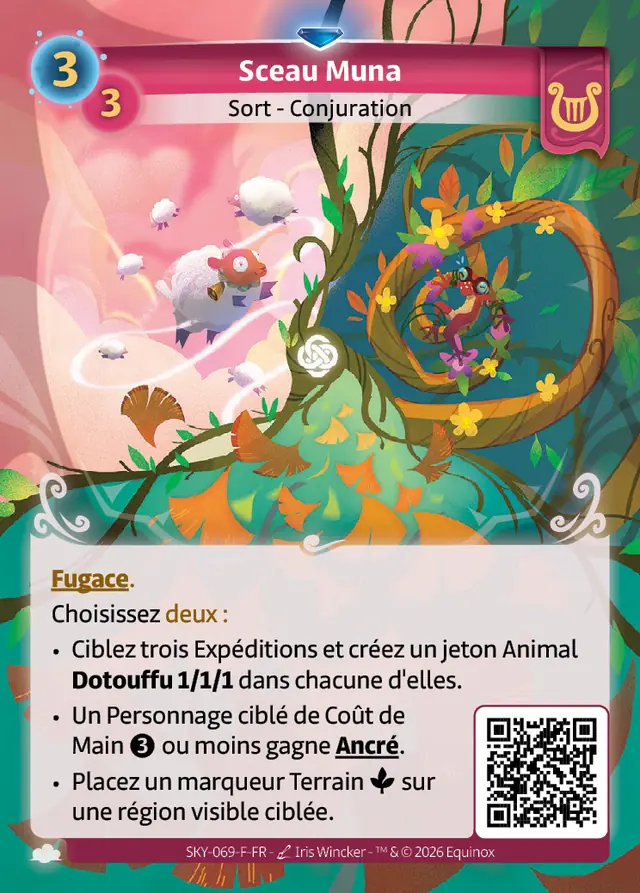 3
Sceau Muna
3
Sort - Conjuration
Fugace.
Choisissez deux :
• Ciblez trois Expéditions et créez un jeton Animal
Dotouffu 1/1/1 dans chacune d'elles.
• Un Personnage ciblé de Coût de
Main 3 ou moins gagne Ancré.
• Placez un marqueur Terrain sur
une région visible ciblée.
SKY-069-F-FR - Iris Wincker - ™ & © 2026 Equinox